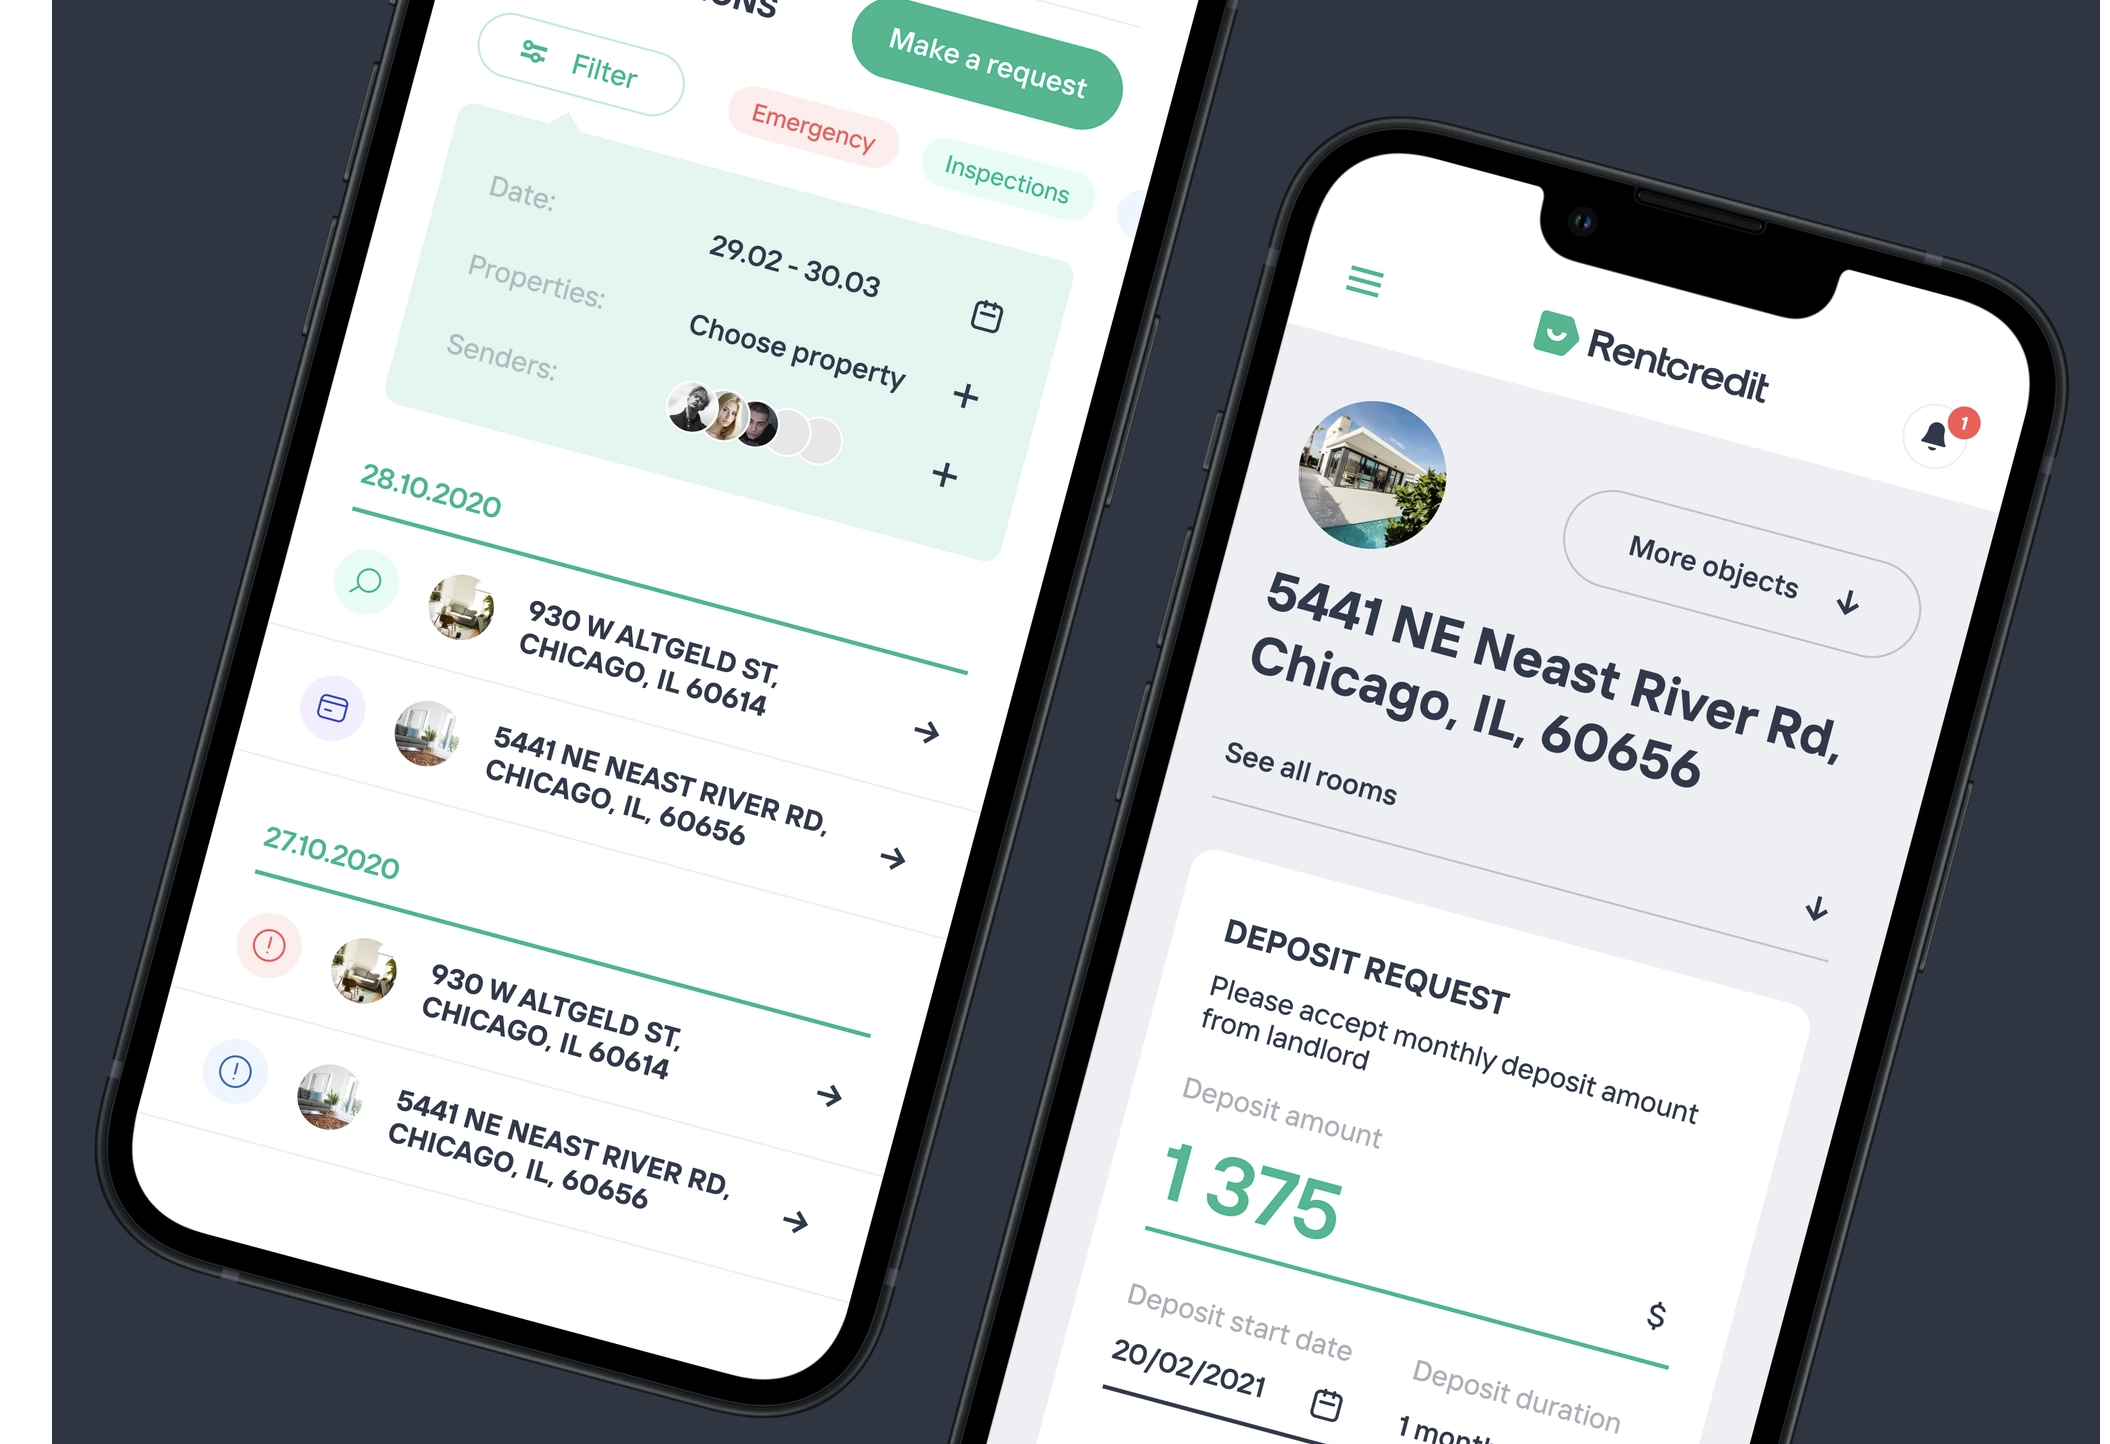 Make a request
Filter
Emergency
Inspections
Date:
29.02 - 30.03
Properties:
Choose property
Senders:
28.10.2020
930 W ALTGELD ST,
CHICAGO, IL 60614
5441 NE NEAST RIVER RD,
CHICAGO, IL, 60656
27.10.2020
930 W ALTGELD ST,
CHICAGO, IL 60614
5441 NE NEAST RIVER RD,
CHICAGO, IL, 60656
Rentcredit
1
More objects
5441 NE Neast River Rd,
Chicago, IL, 60656
See all rooms
DEPOSIT REQUEST
Please accept monthly deposit amount
from landlord
Deposit amount
1 375
$
Deposit start date
20/02/2021
Deposit duration
1